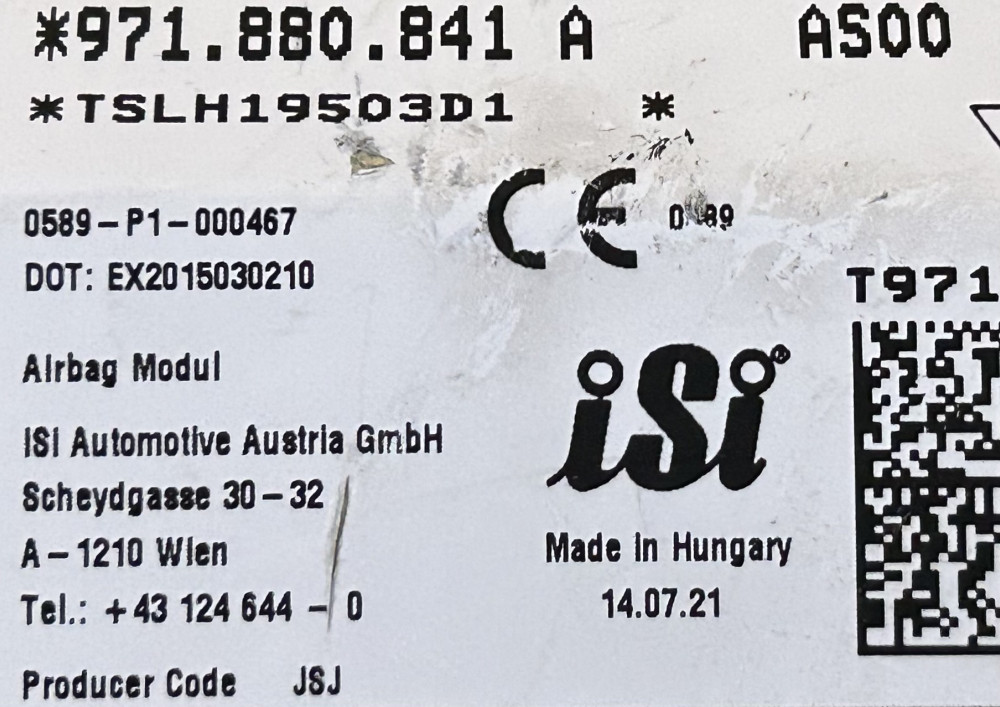 *971.880.841 A AS00
*TSLH19503D1 *
0589-P1-000467
DOT: EX2015030210
CE
T971
Airbag Modul
iSi Automotive Austria GmbH
Scheydgasse 30-32
A-1210 Wien
Tel.: +43 124 644 - 0
Producer Code JSJ
iSi®
Made in Hungary
14.07.21